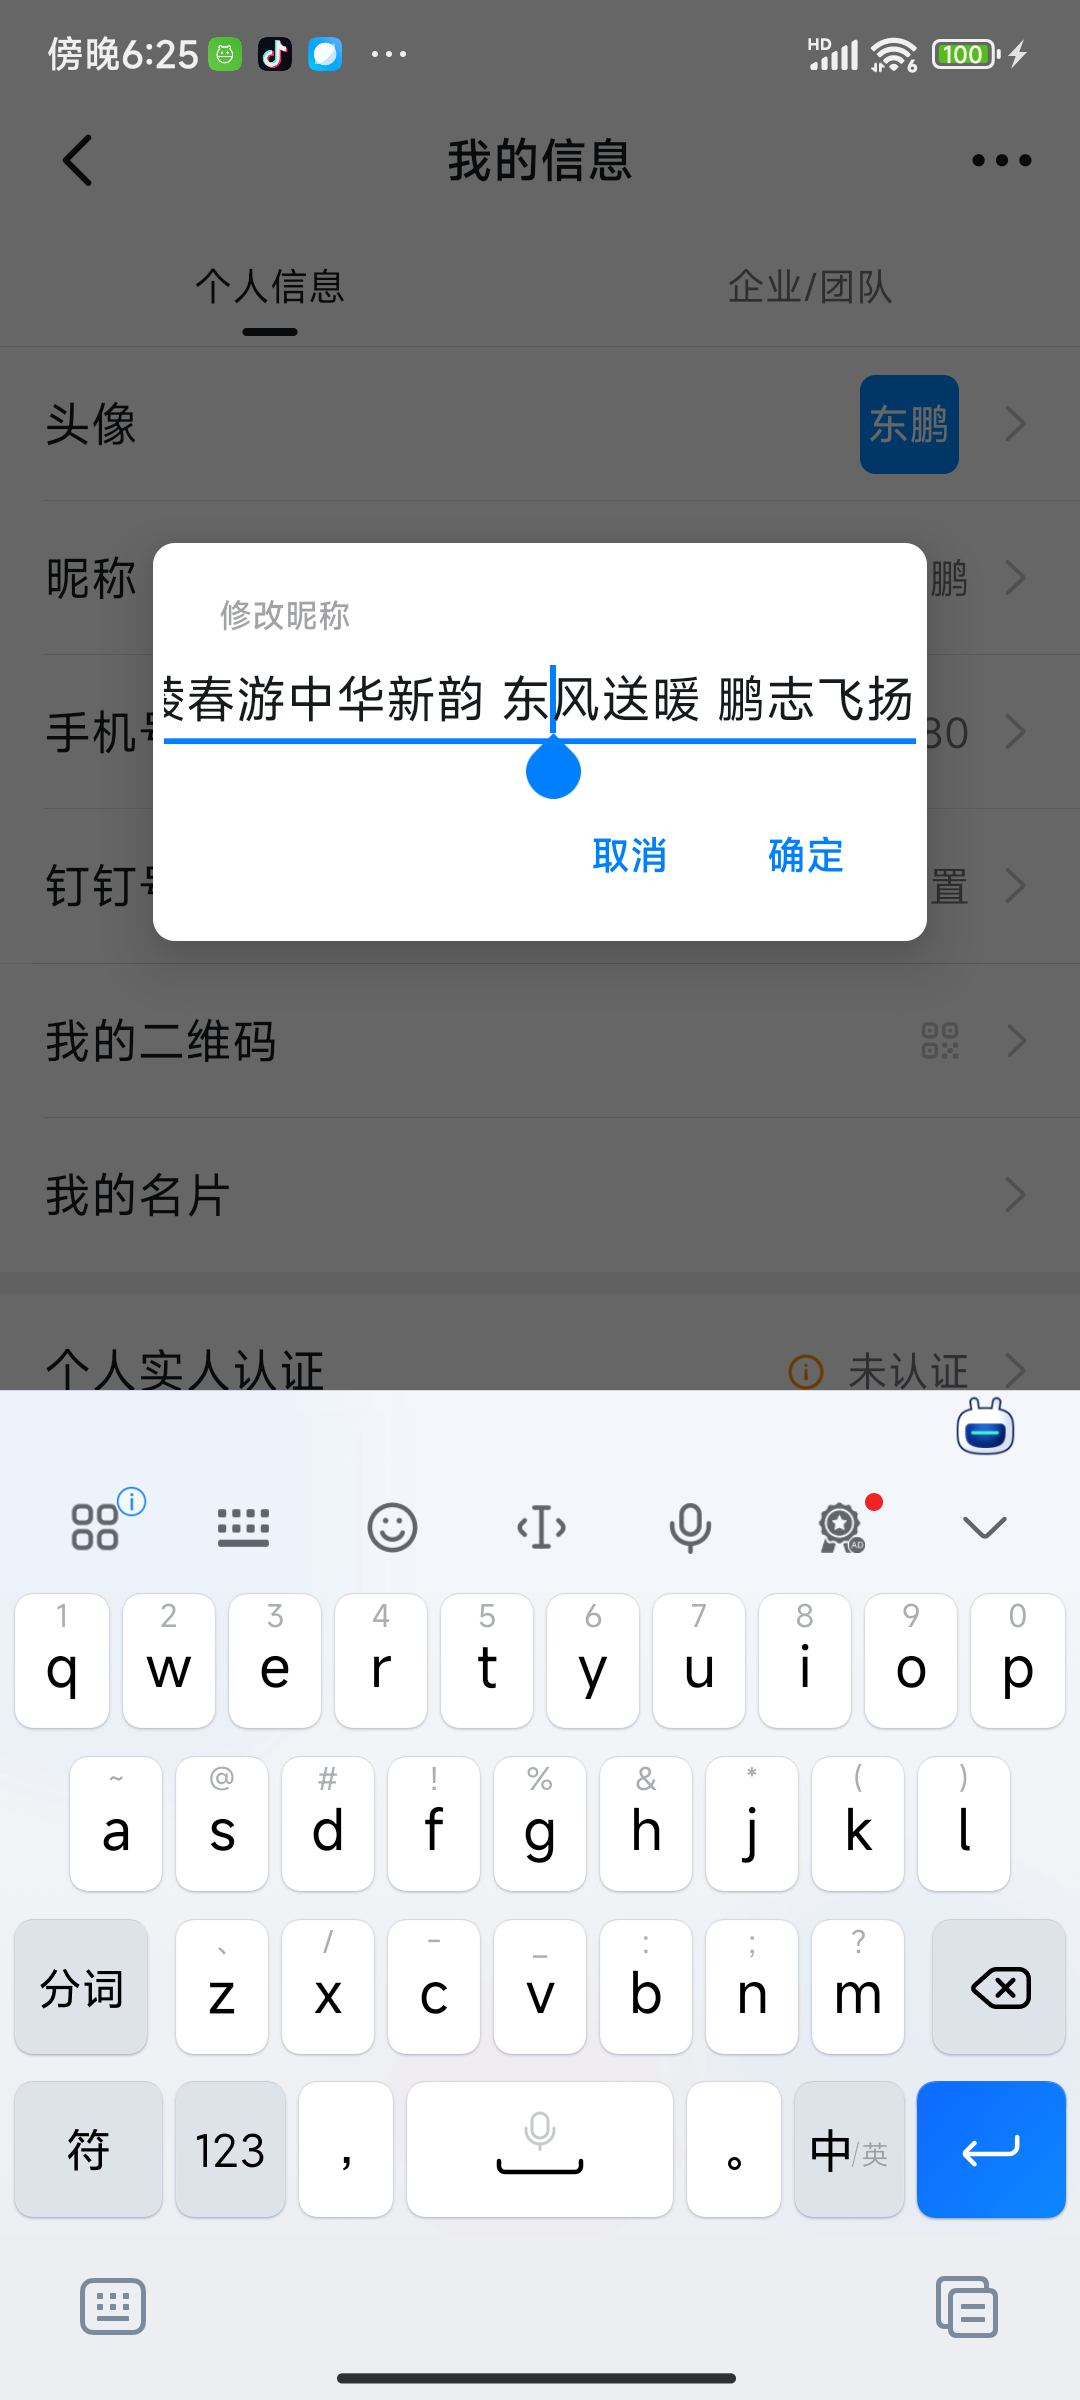 傍晚6:25 HD 6 100
我的信息
个人信息 企业/团队
头像 东鹏
昵称 鹏
修改昵称
春游中华新韵 东风送暖 鹏志飞扬
手机 80
取消 确定
钉钉 置
我的二维码
我的名片
个人实人认证 未认证
1 2 3 4 5 6 7 8 9 0
q w e r t y u i o p
~ @ # ! % & * ( )
a s d f g h j k l
、 / - _ : ; ?
分词 z x c v b n m
符 123 ， 。 中/英